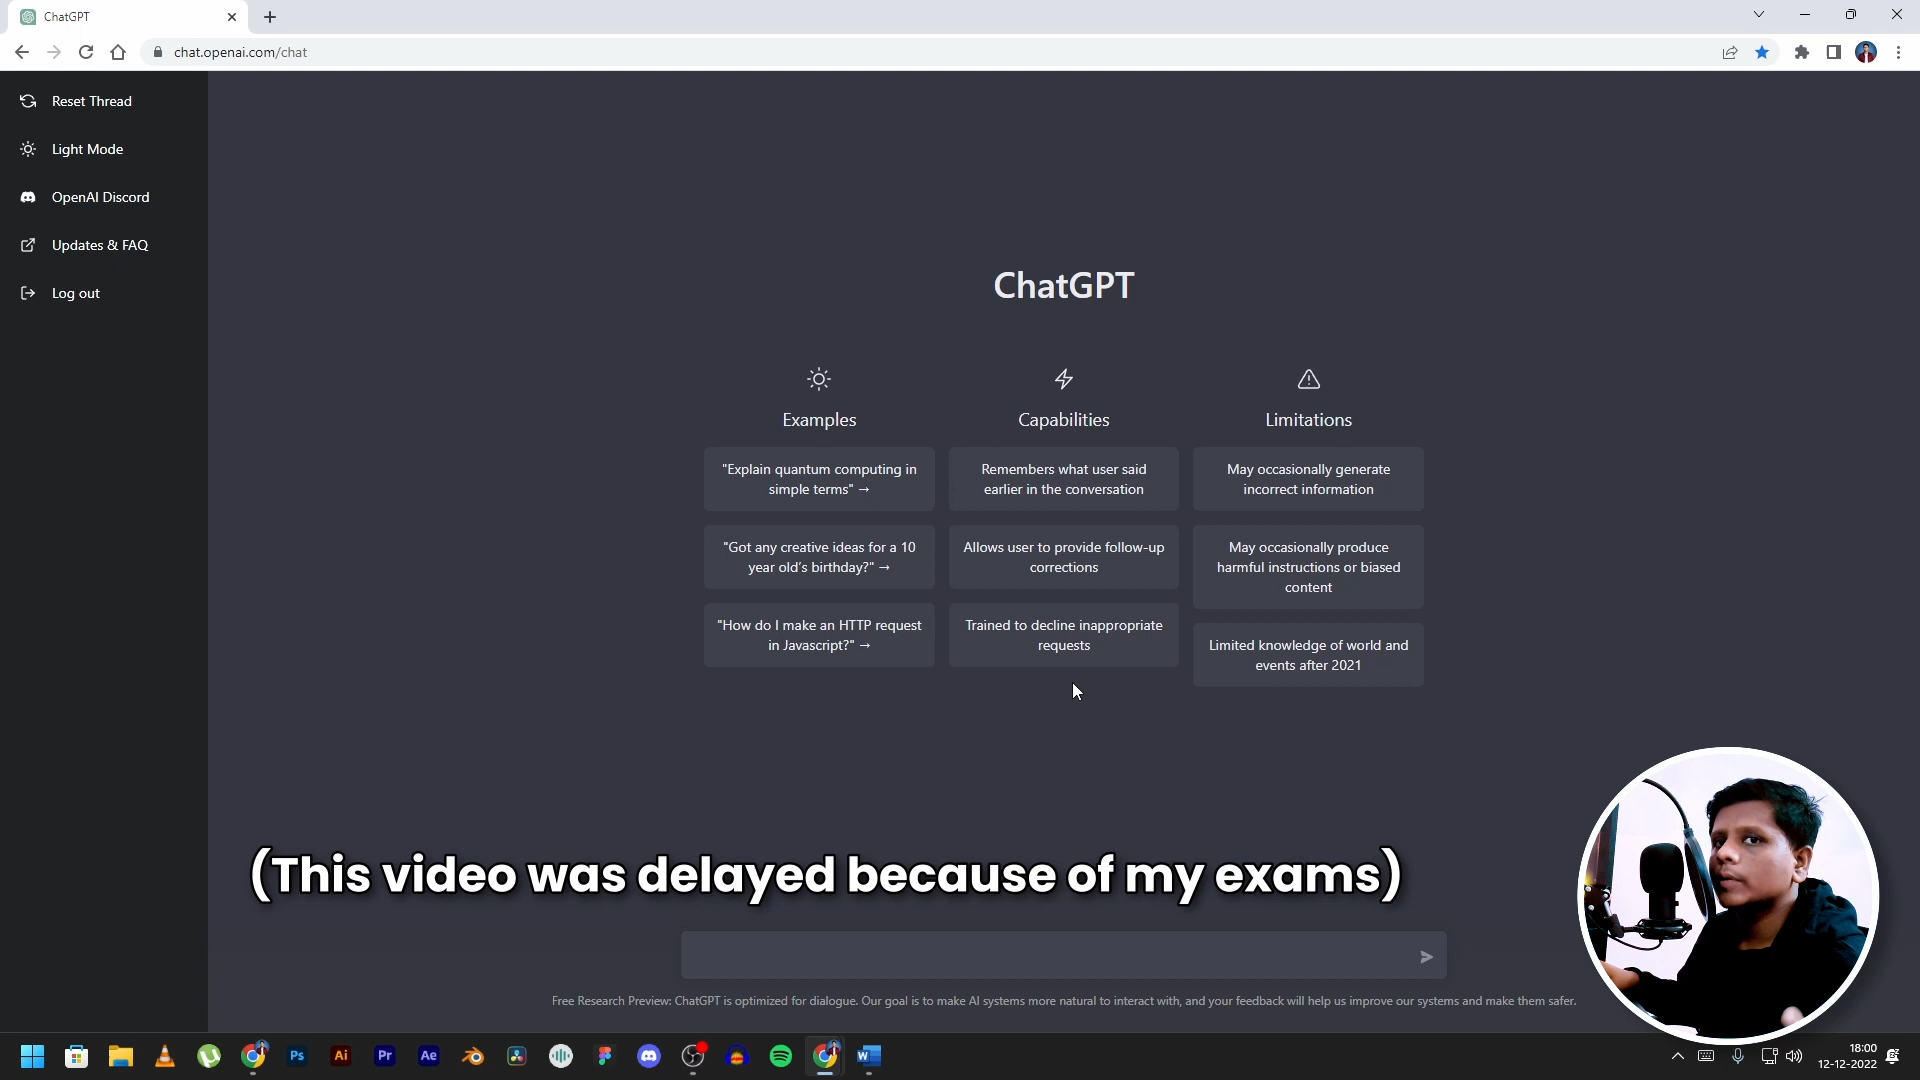 ChatGPT
chat.openai.com/chat
Reset Thread
Light Mode
OpenAI Discord
Updates & FAQ
Log out
ChatGPT
Examples
"Explain quantum computing in
simple terms" →
"Got any creative ideas for a 10
year old's birthday?" →
"How do I make an HTTP request
in Javascript?" →
Capabilities
Remembers what user said
earlier in the conversation
Allows user to provide follow-up
corrections
Trained to decline inappropriate
requests
Limitations
May occasionally generate
incorrect information
May occasionally produce
harmful instructions or biased
content
Limited knowledge of world and
events after 2021
(This video was delayed because of my exams)
Free Research Preview: ChatGPT is optimized for dialogue. Our goal is to make AI systems more natural to interact with, and your feedback will help us improve our systems and make them safer.
Ps
Ai
Pr
Ae
W
18:00
12-12-2022